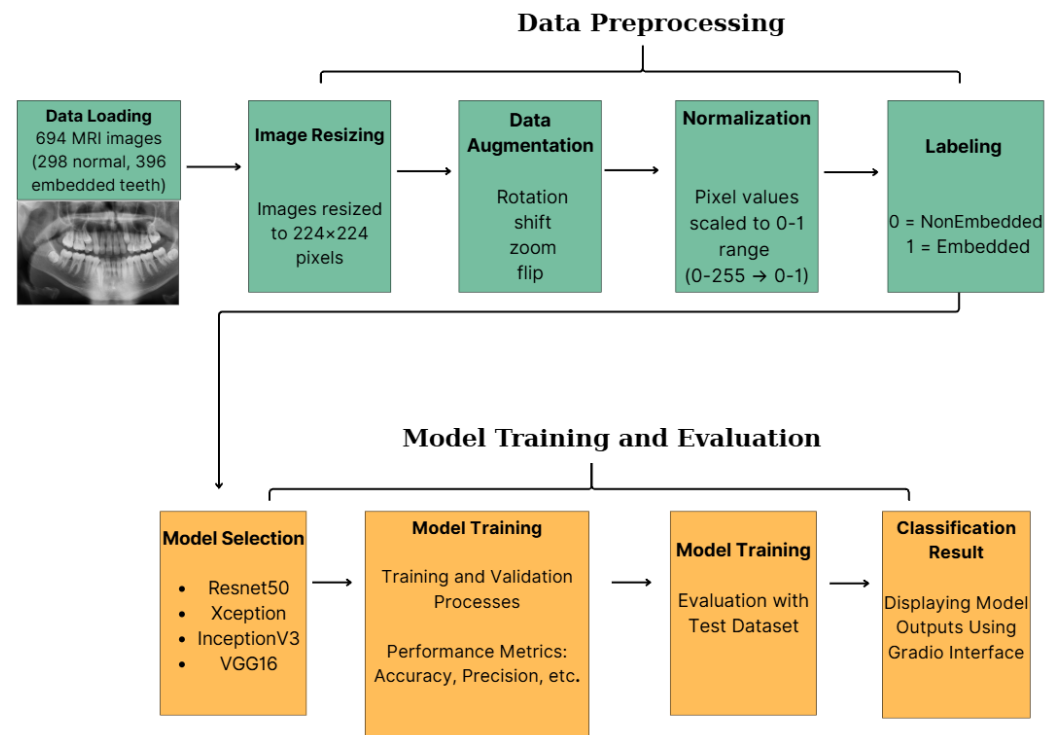 Data Preprocessing
Data Loading
694 MRI images
(298 normal, 396
embedded teeth)
Image Resizing
Images resized
to 224×224
pixels
Data
Augmentation
Rotation
shift
zoom
flip
Normalization
Pixel values
scaled to 0-1
range
(0-255 → 0-1)
Labeling
0 = NonEmbedded
1 = Embedded
Model Training and Evaluation
Model Selection
• Resnet50
• Xception
• InceptionV3
• VGG16
Model Training
Training and Validation
Processes
Performance Metrics:
Accuracy, Precision, etc.
Model Training
Evaluation with
Test Dataset
Classification
Result
Displaying Model
Outputs Using
Gradio Interface